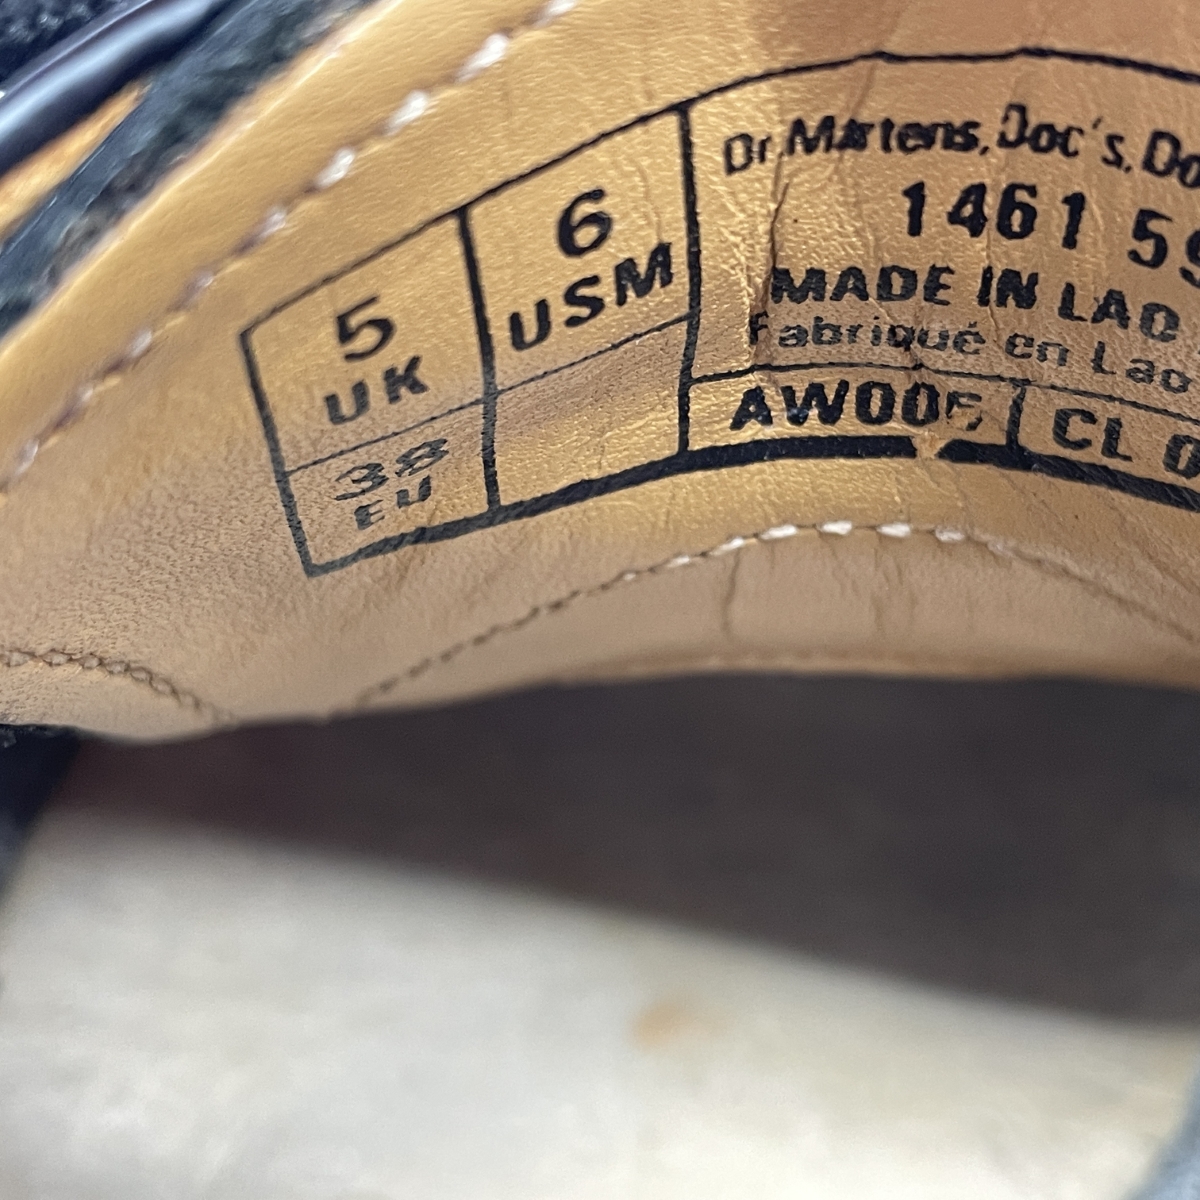 5
UK
38
EU
6
USM
Dr.Martens, Doc's, Do
1461 59
MADE IN LAO
Fabriqué en Lao
AW005
CL 0